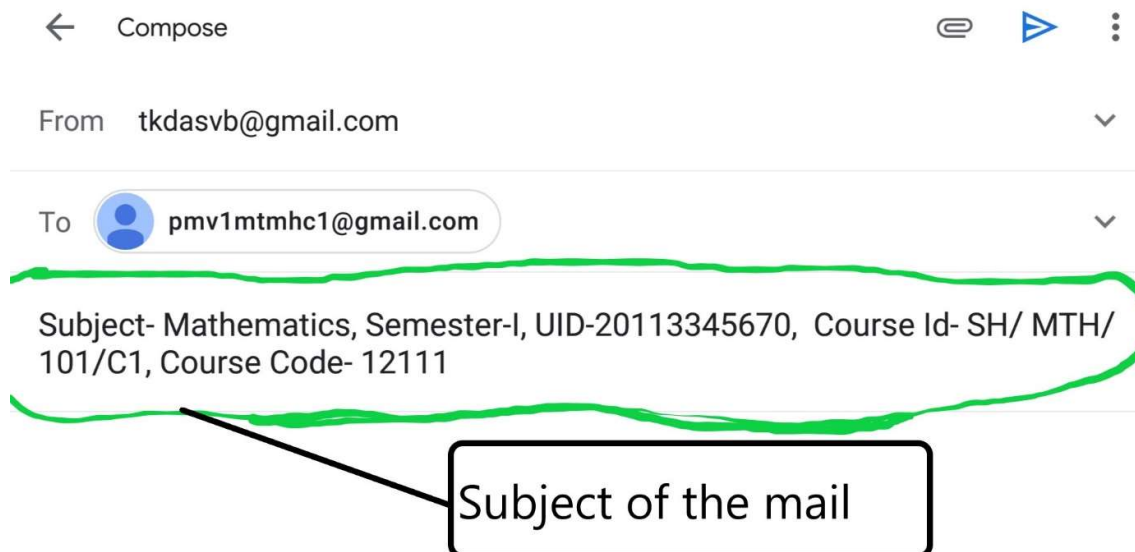 Compose
From tkdasvb@gmail.com
To pmv1mtmhc1@gmail.com
Subject- Mathematics, Semester-I, UID-20113345670, Course Id- SH/ MTH/
101/C1, Course Code- 12111
Subject of the mail